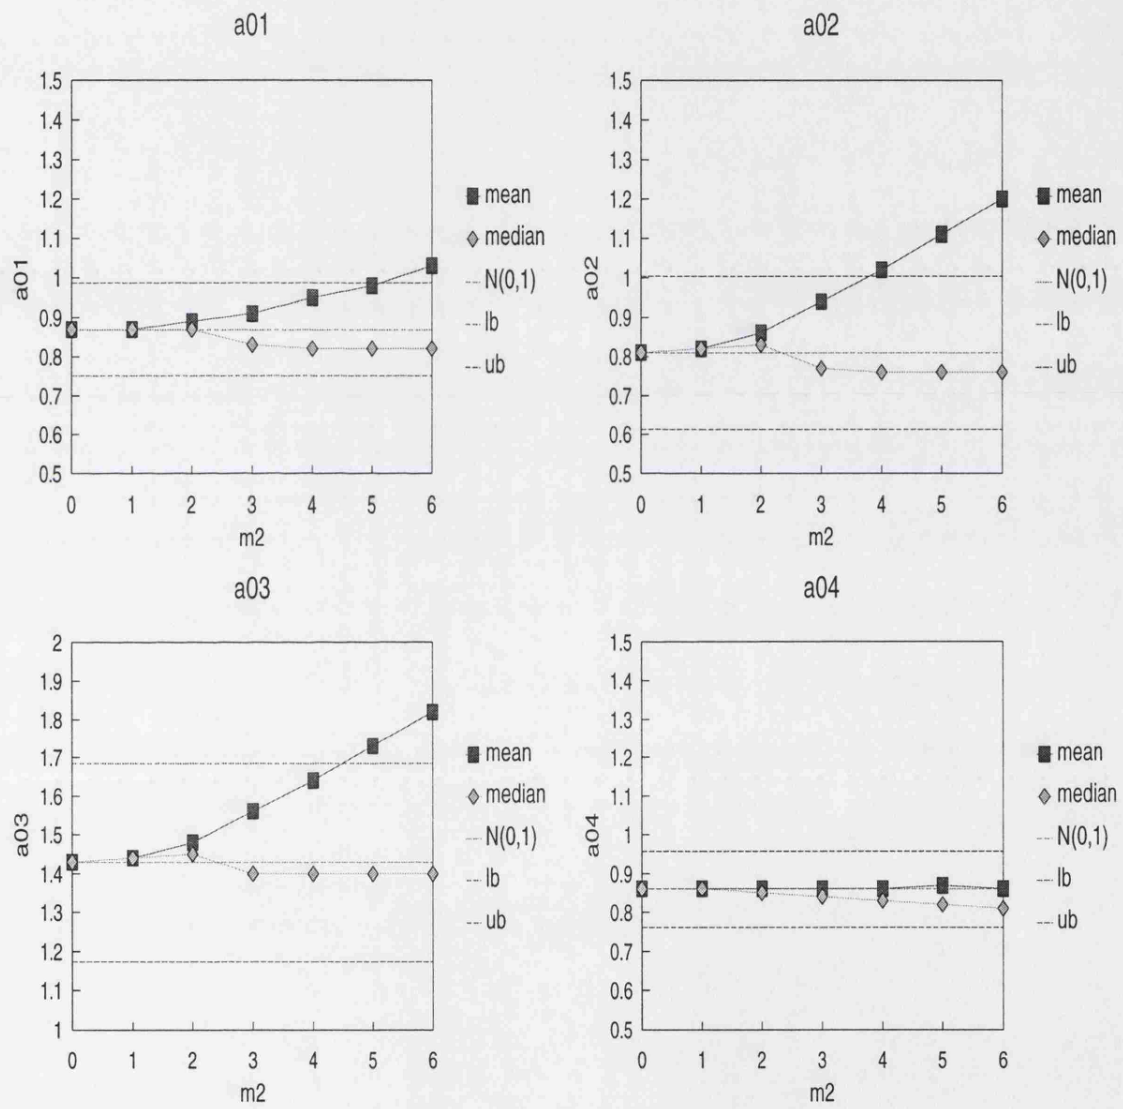 a01
1.5
1.4
1.3
1.2
1.1
1
0.9
0.8
0.7
0.6
0.5
a01
0 1 2 3 4 5 6
m2
mean
median
N(0,1)
lb
ub
a02
1.5
1.4
1.3
1.2
1.1
1
0.9
0.8
0.7
0.6
0.5
a02
0 1 2 3 4 5 6
m2
mean
median
N(0,1)
lb
ub
a03
2
1.9
1.8
1.7
1.6
1.5
1.4
1.3
1.2
1.1
1
a03
0 1 2 3 4 5 6
m2
mean
median
N(0,1)
lb
ub
a04
1.5
1.4
1.3
1.2
1.1
1
0.9
0.8
0.7
0.6
0.5
a04
0 1 2 3 4 5 6
m2
mean
median
N(0,1)
lb
ub